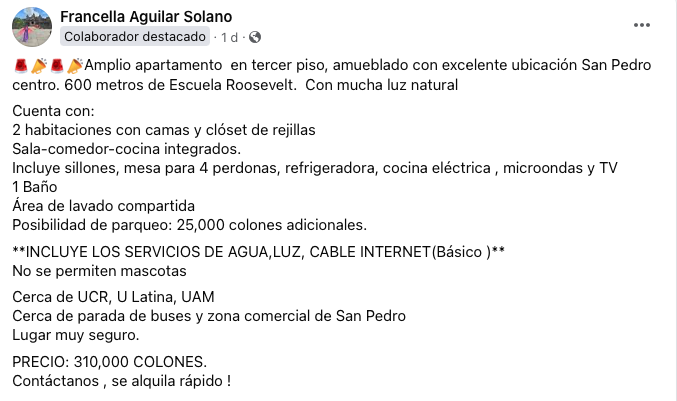 Francella Aguilar Solano
Colaborador destacado · 1 d ·
Amplio apartamento  en tercer piso, amueblado con excelente ubicación San Pedro
centro. 600 metros de Escuela Roosevelt.  Con mucha luz natural
Cuenta con:
2 habitaciones con camas y clóset de rejillas
Sala-comedor-cocina integrados.
Incluye sillones, mesa para 4 perdonas, refrigeradora, cocina eléctrica , microondas y TV
1 Baño
Área de lavado compartida
Posibilidad de parqueo: 25,000 colones adicionales.
**INCLUYE LOS SERVICIOS DE AGUA,LUZ, CABLE INTERNET(Básico )**
No se permiten mascotas
Cerca de UCR, U Latina, UAM
Cerca de parada de buses y zona comercial de San Pedro
Lugar muy seguro.
PRECIO: 310,000 COLONES.
Contáctanos , se alquila rápido !